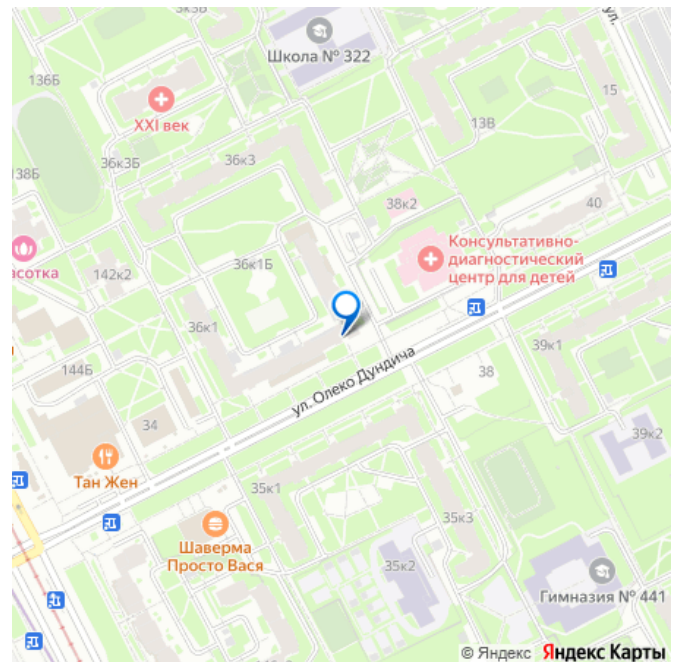 3к3Б
Школа № 322
ул.
136Б
XXI век
15
13В
36к3Б
36к3
138Б
38к2
40
Консультативно-
диагностический
центр для детей
асотка
142к2
36к1Б
36к1
39к1
ул. Олеко Дундича
144Б
38
34
39к2
Тан Жен
35к1
35к3
Шаверма
Просто Вася
35к2
Гимназия № 441
© Яндекс Яндекс Карты